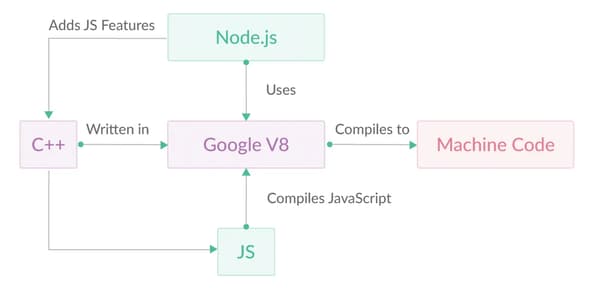 Adds JS Features
Node.js
Uses
C++
Written in
Google V8
Compiles to
Machine Code
Compiles JavaScript
JS